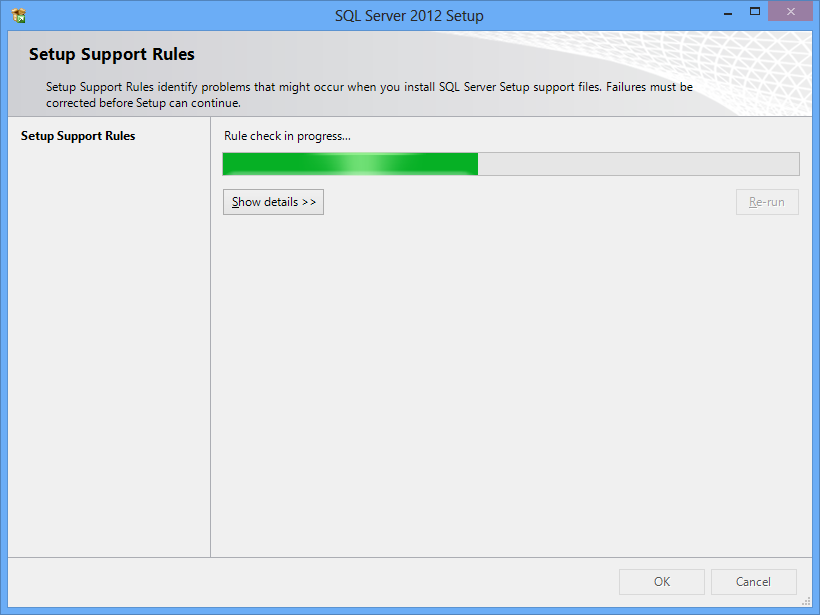 SQL Server 2012 Setup
Setup Support Rules
Setup Support Rules identify problems that might occur when you install SQL Server Setup support files. Failures must be
corrected before Setup can continue.
Setup Support Rules
Rule check in progress...
Show details >>
Re-run
OK
Cancel